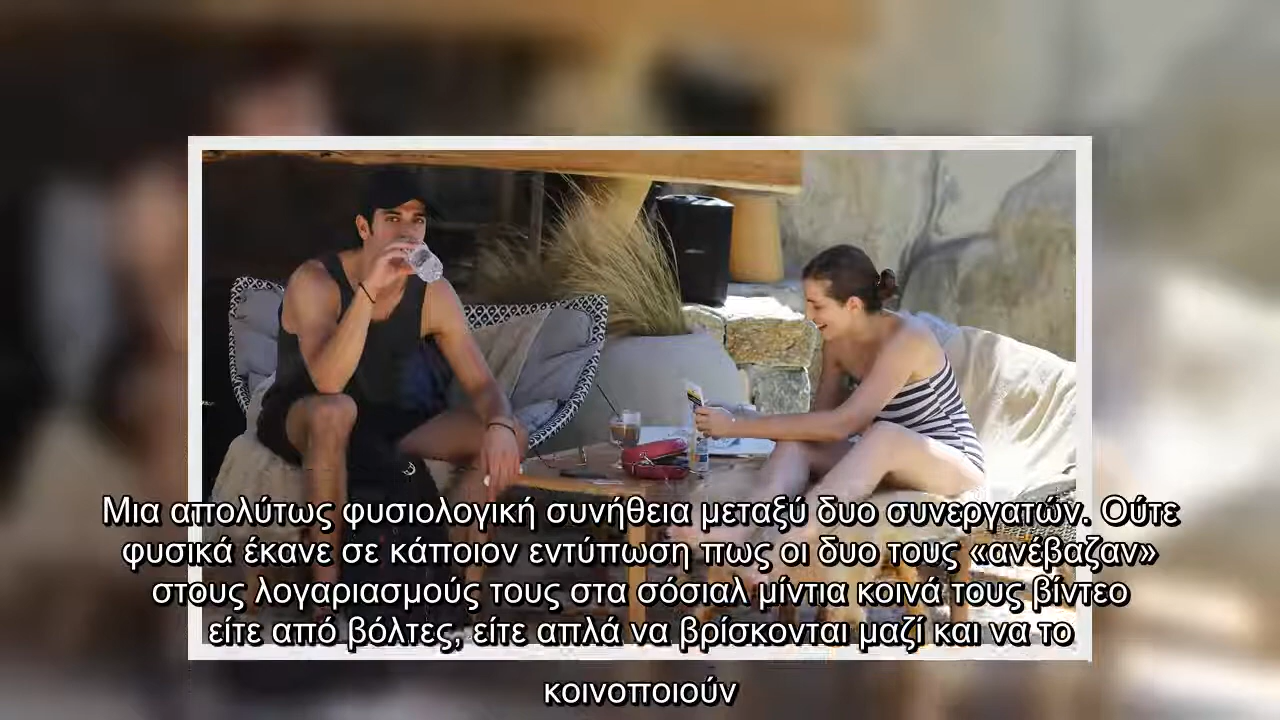 Μια απολύτως φυσιολογική συνήθεια μεταξύ δυο συνεργατών. Ούτε
φυσικά έκανε σε κάποιον εντύπωση πως οι δυο τους «ανέβαζαν»
στους λογαριασμούς τους στα σόσιαλ μίντια κοινά τους βίντεο
είτε από βόλτες, είτε απλά να βρίσκονται μαζί και να το
κοινοποιούν